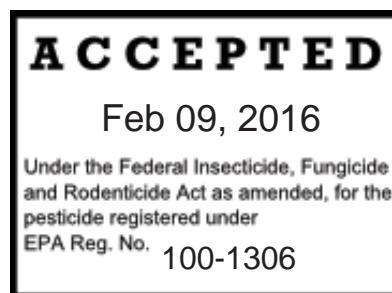 ACCEPTED
Feb 09, 2016
Under the Federal Insecticide, Fungicide
and Rodenticide Act as amended, for the
pesticide registered under
EPA Reg. No. 100-1306